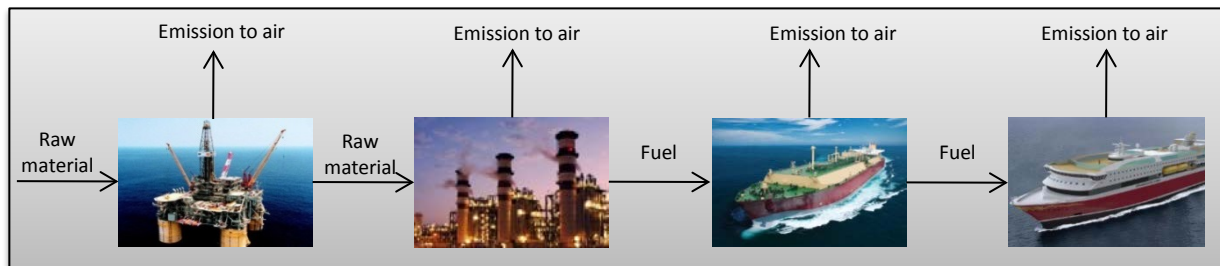 Emission to air
Emission to air
Emission to air
Emission to air
Raw
material
Raw
material
Fuel
Fuel